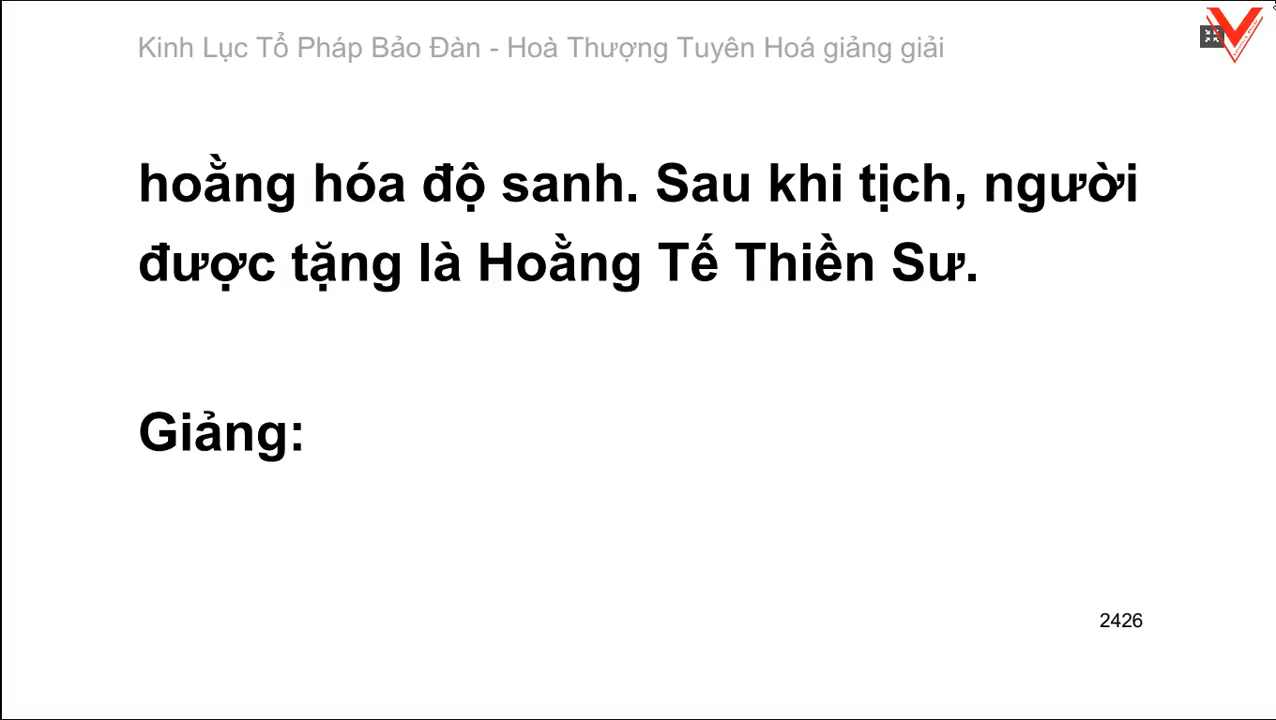 Kinh Lục Tổ Pháp Bảo Đàn - Hoà Thượng Tuyên Hoá giảng giải
hoằng hóa độ sanh. Sau khi tịch, người
được tặng là Hoằng Tế Thiền Sư.
Giảng:
2426